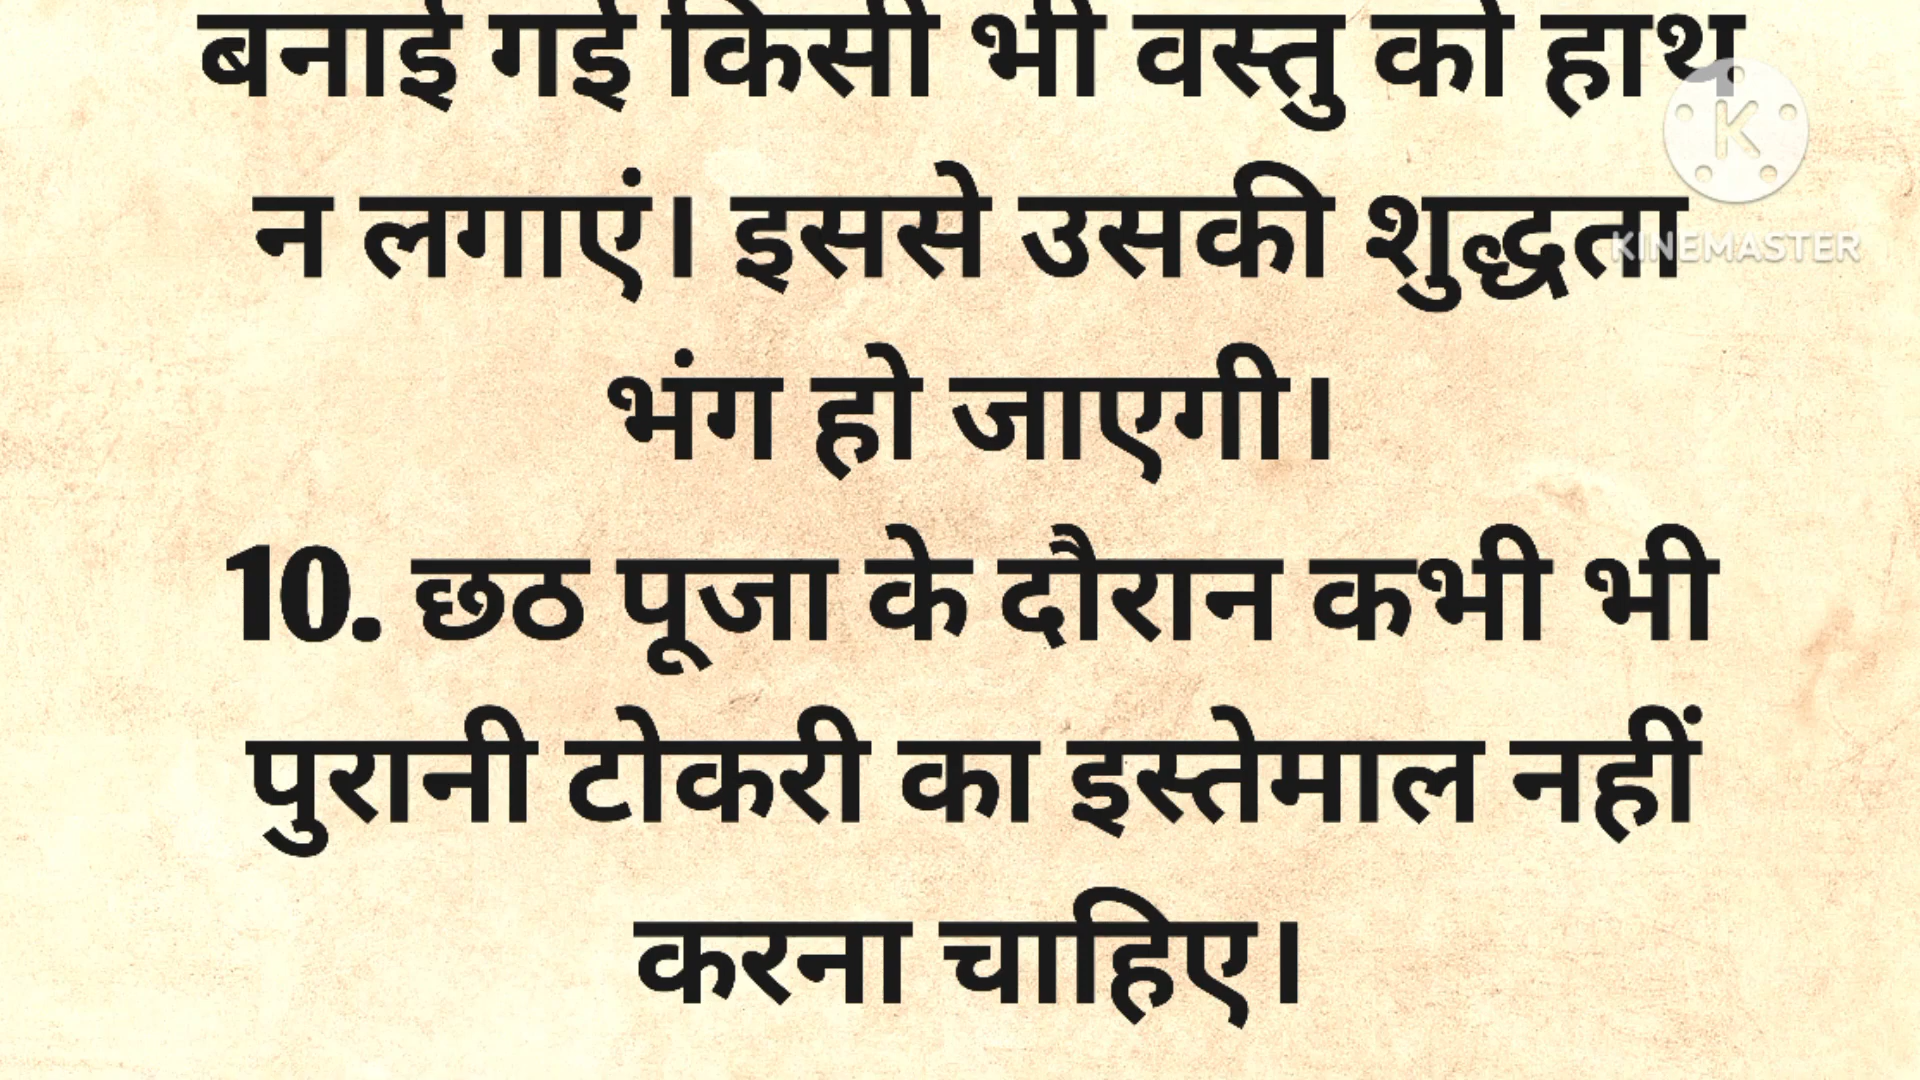 बनाई गई किसी भी वस्तु को हाथ
न लगाएं। इससे उसकी शुद्धता
भंग हो जाएगी।
10. छठ पूजा के दौरान कभी भी
पुरानी टोकरी का इस्तेमाल नहीं
करना चाहिए।
K
KINEMASTER